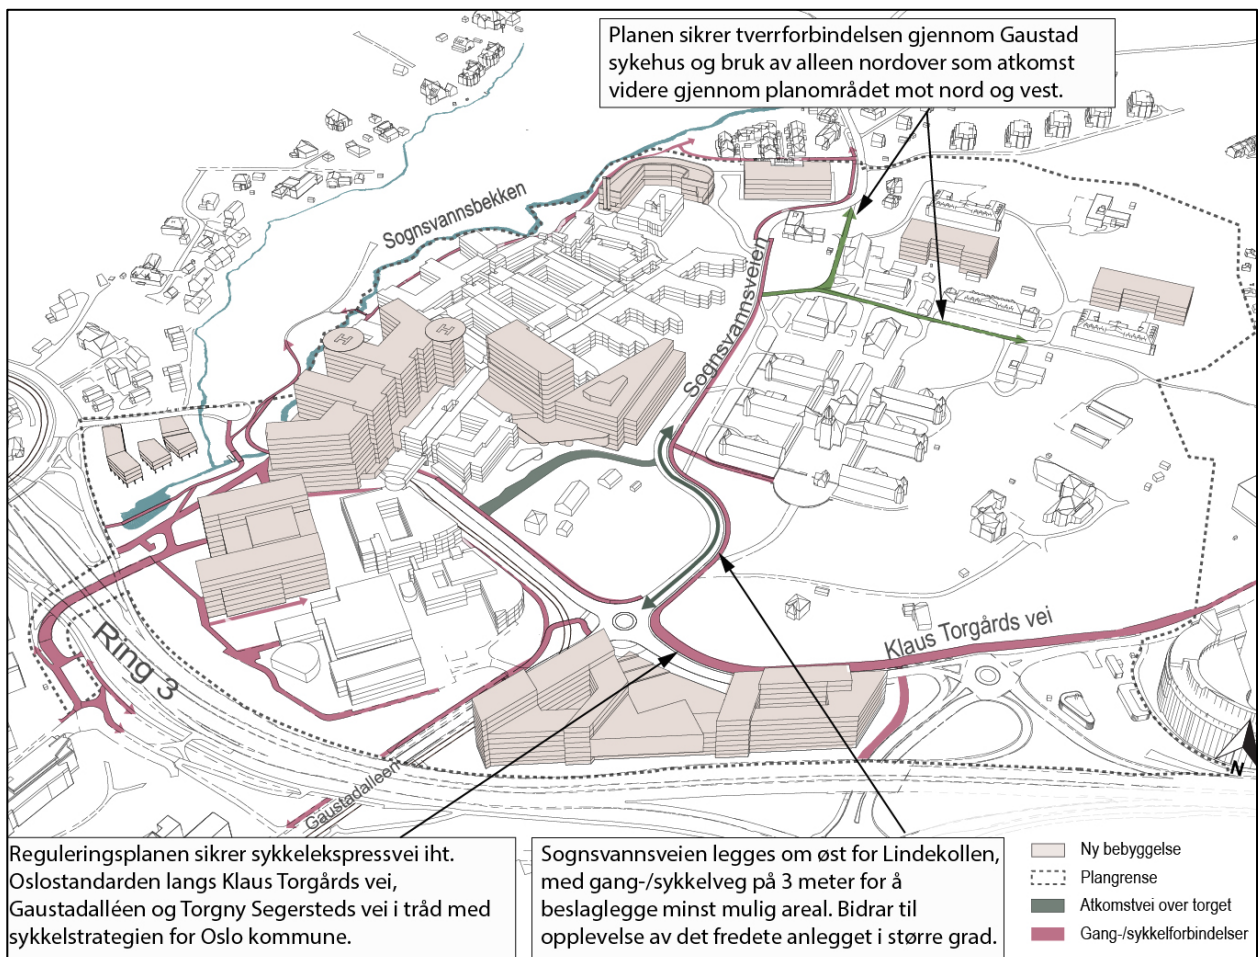 Planen sikrer tverrforbindelsen gjennom Gaustad
sykehus og bruk av alleen nordover som atkomst
videre gjennom planområdet mot nord og vest.
Sognsvannsbekken
H
H
Sognsvannsveien
Ring 3
Klaus Torgårds vei
Gaustadalleen
N
Reguleringsplanen sikrer sykkelekspressvei iht.
Oslostandarden langs Klaus Torgårds vei,
Gaustadalléen og Torgny Segersteds vei i tråd med
sykkelstrategien for Oslo kommune.
Sognsvannsveien legges om øst for Lindekollen,
med gang-/sykkelveg på 3 meter for å
beslaglegge minst mulig areal. Bidrar til
opplevelse av det fredete anlegget i større grad.
Ny bebyggelse
Plangrense
Atkomstvei over torget
Gang-/sykkelforbindelser